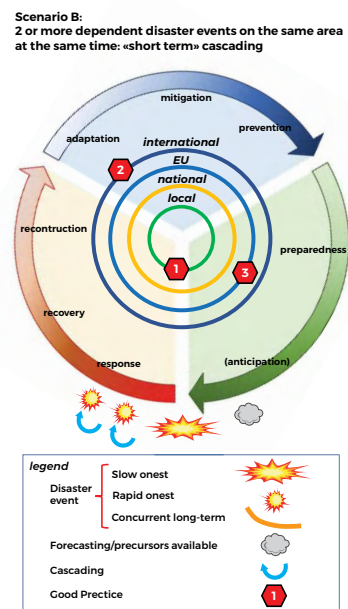 Scenario B:
2 or more dependent disaster events on the same area
at the same time: «short term» cascading
mitigation
adaptation
prevention
international
EU
2
national
local
recontruction
1
3
preparedness
recovery
response
(anticipation)
legend
Disaster
event
Slow onest
Rapid onest
Concurrent long-term
Forecasting/precursors available
Cascading
Good Prectice
1